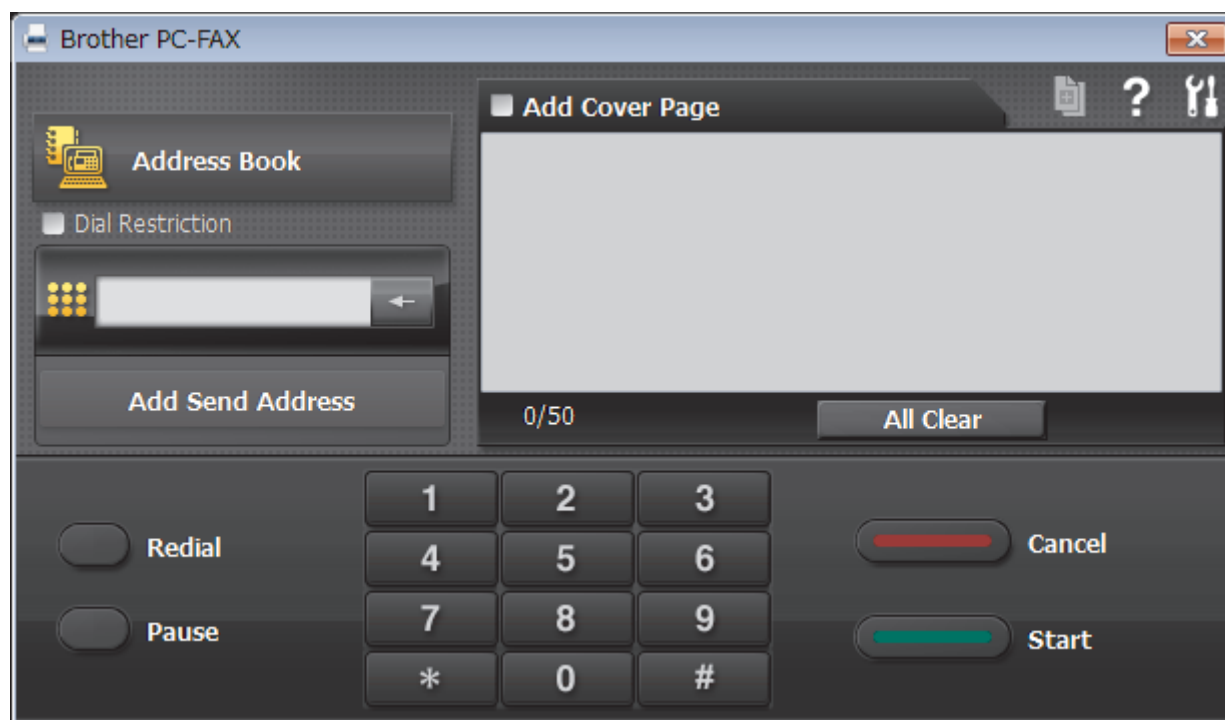 Brother PC-FAX
Add Cover Page
?
Address Book
Dial Restriction
Add Send Address
0/50
All Clear
1 2 3
Redial
4 5 6
Cancel
Pause
7 8 9
Start
* 0 #